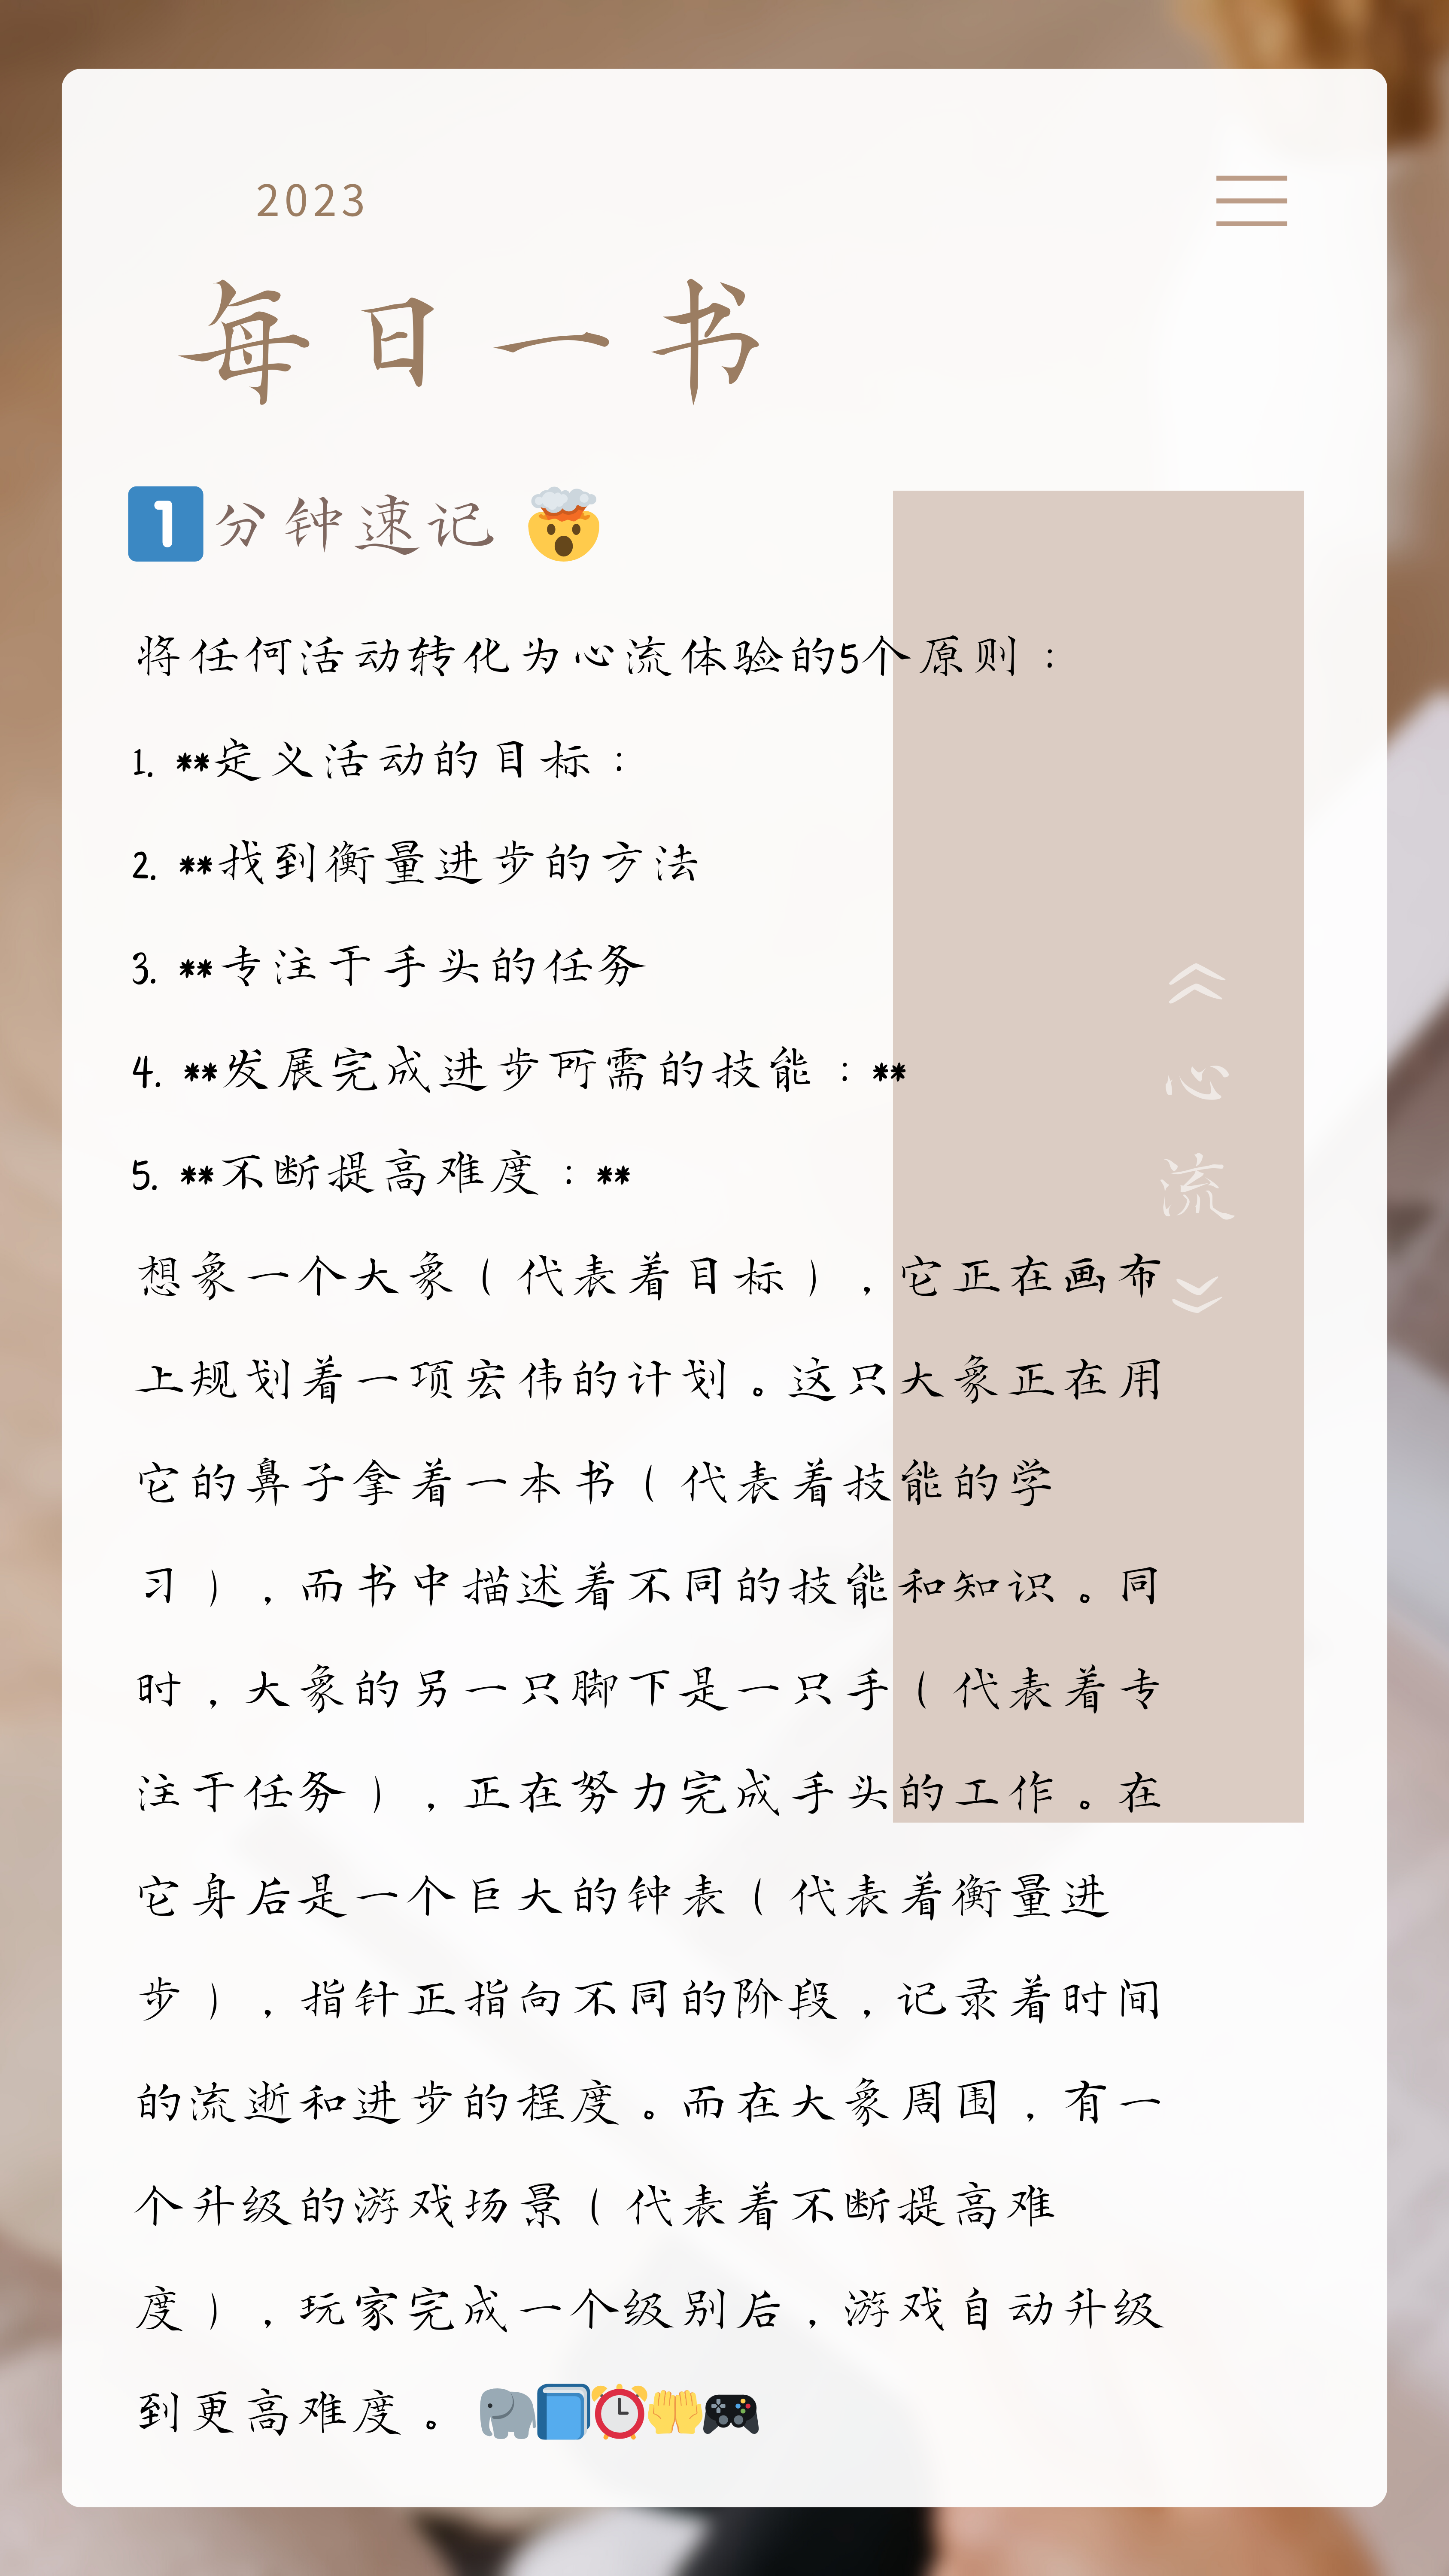 2023
每日一书
1️⃣分钟速记 🤯
将任何活动转化为心流体验的5个原则：
1. **定义活动的目标：
2. **找到衡量进步的方法
3. **专注于手头的任务
4. **发展完成进步所需的技能：**
5. **不断提高难度：**
想象一个大象（代表着目标），它正在画布
上规划着一项宏伟的计划。这只大象正在用
它的鼻子拿着一本书（代表着技能的学
习），而书中描述着不同的技能和知识。同
时，大象的另一只脚下是一只手（代表着专
注于任务），正在努力完成手头的工作。在
它身后是一个巨大的钟表（代表着衡量进
步），指针正指向不同的阶段，记录着时间
的流逝和进步的程度。而在大象周围，有一
个升级的游戏场景（代表着不断提高难
度），玩家完成一个级别后，游戏自动升级
到更高难度。 🐘📘⏰🤲🎮
《心流》